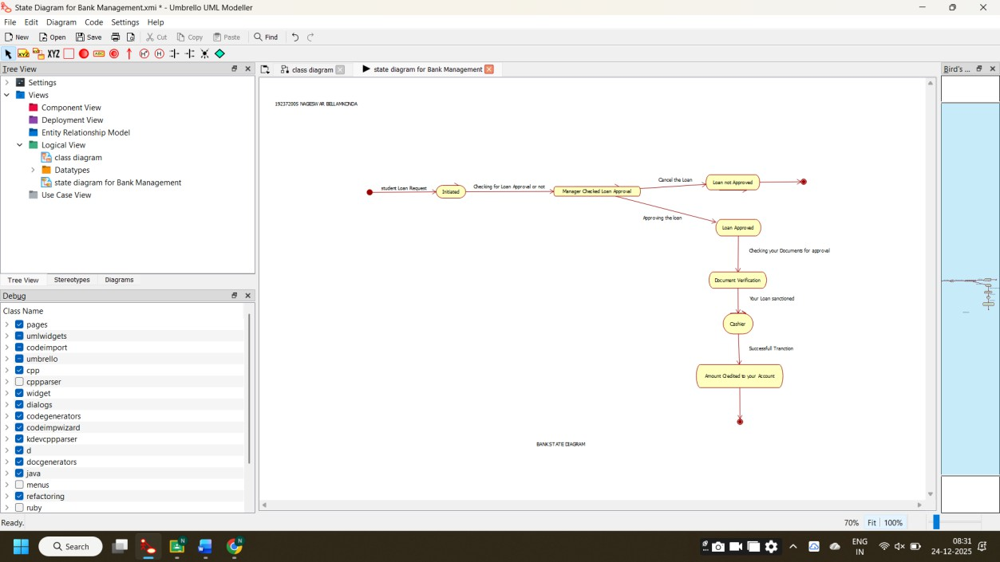 State Diagram for Bank Management.xmi * - Umbrello UML Modeller
File Edit Diagram Code Settings Help
New Open Save Cut Copy Paste Find
XYZ XYZ ABC H* H
Tree View
class diagram
state diagram for Bank Management
Bird's ...
Settings
Views
Component View
Deployment View
Entity Relationship Model
Logical View
class diagram
Datatypes
state diagram for Bank Management
Use Case View
Tree View Stereotypes Diagrams
Debug
Class Name
pages
umlwidgets
codeimport
umbrello
cpp
cppparser
widget
dialogs
codegenerators
codeimpwizard
kdevcppparser
d
docgenerators
java
menus
refactoring
ruby
192372005 NAGESWAR BELLAMKONDA
student Loan Request
Initiated
Checking for Loan Approval or not
Manager Checked Loan Approval
Cancel the Loan
Loan not Approved
Approving the loan
Loan Approved
Checking your Documents for approval
Document Verification
Your Loan sanctioned
Cashier
Successfull Tranction
Amount Credited to your Account
BANK STATE DIAGRAM
Ready.
70% Fit 100%
Search
N
W
N
ENG
IN
08:31
24-12-2025